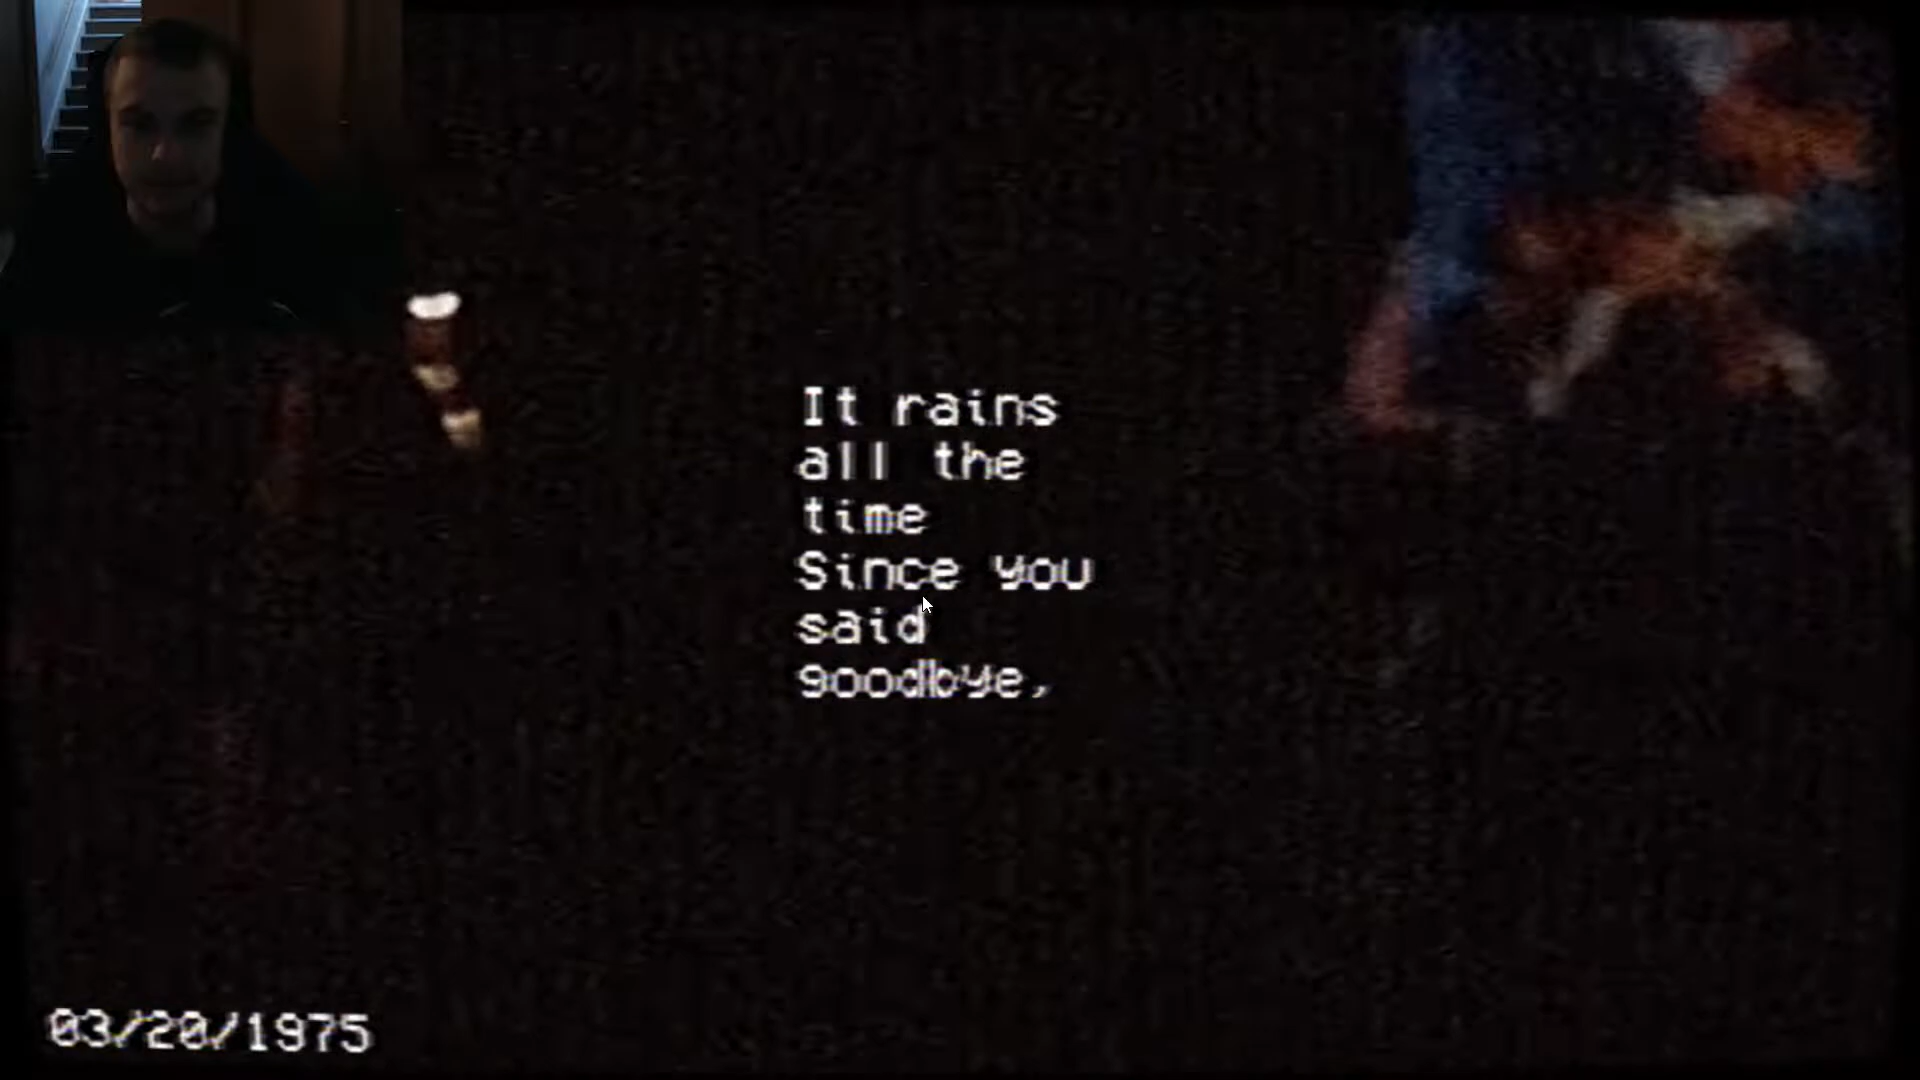 It rains
all the
time
Since you
said
goodbye,
03/20/1975